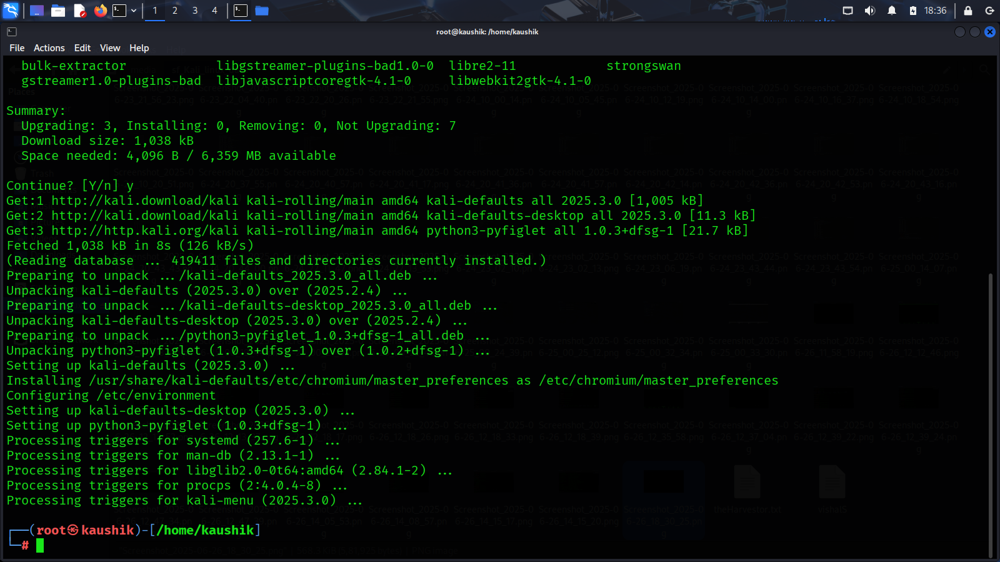 1 2 3 4
18:36
root@kaushik: /home/kaushik
File Actions Edit View Help
bulk-extractor libgstreamer-plugins-bad1.0-0 libre2-11 strongswan
gstreamer1.0-plugins-bad libjavascriptcoregtk-4.1-0 libwebkit2gtk-4.1-0
Summary:
Upgrading: 3, Installing: 0, Removing: 0, Not Upgrading: 7
Download size: 1,038 kB
Space needed: 4,096 B / 6,359 MB available
Continue? [Y/n] y
Get:1 http://kali.download/kali kali-rolling/main amd64 kali-defaults all 2025.3.0 [1,005 kB]
Get:2 http://kali.download/kali kali-rolling/main amd64 kali-defaults-desktop all 2025.3.0 [11.3 kB]
Get:3 http://http.kali.org/kali kali-rolling/main amd64 python3-pyfiglet all 1.0.3+dfsg-1 [21.7 kB]
Fetched 1,038 kB in 8s (126 kB/s)
(Reading database ... 419411 files and directories currently installed.)
Preparing to unpack .../kali-defaults_2025.3.0_all.deb ...
Unpacking kali-defaults (2025.3.0) over (2025.2.4) ...
Preparing to unpack .../kali-defaults-desktop_2025.3.0_all.deb ...
Unpacking kali-defaults-desktop (2025.3.0) over (2025.2.4) ...
Preparing to unpack .../python3-pyfiglet_1.0.3+dfsg-1_all.deb ...
Unpacking python3-pyfiglet (1.0.3+dfsg-1) over (1.0.2+dfsg-1) ...
Setting up kali-defaults (2025.3.0) ...
Installing /usr/share/kali-defaults/etc/chromium/master_preferences as /etc/chromium/master_preferences
Configuring /etc/environment
Setting up kali-defaults-desktop (2025.3.0) ...
Setting up python3-pyfiglet (1.0.3+dfsg-1) ...
Processing triggers for systemd (257.6-1) ...
Processing triggers for man-db (2.13.1-1) ...
Processing triggers for libglib2.0-0t64:amd64 (2.84.1-2) ...
Processing triggers for procps (2:4.0.4-8) ...
Processing triggers for kali-menu (2025.3.0) ...
┌──(root㉿kaushik)-[/home/kaushik]
└─#